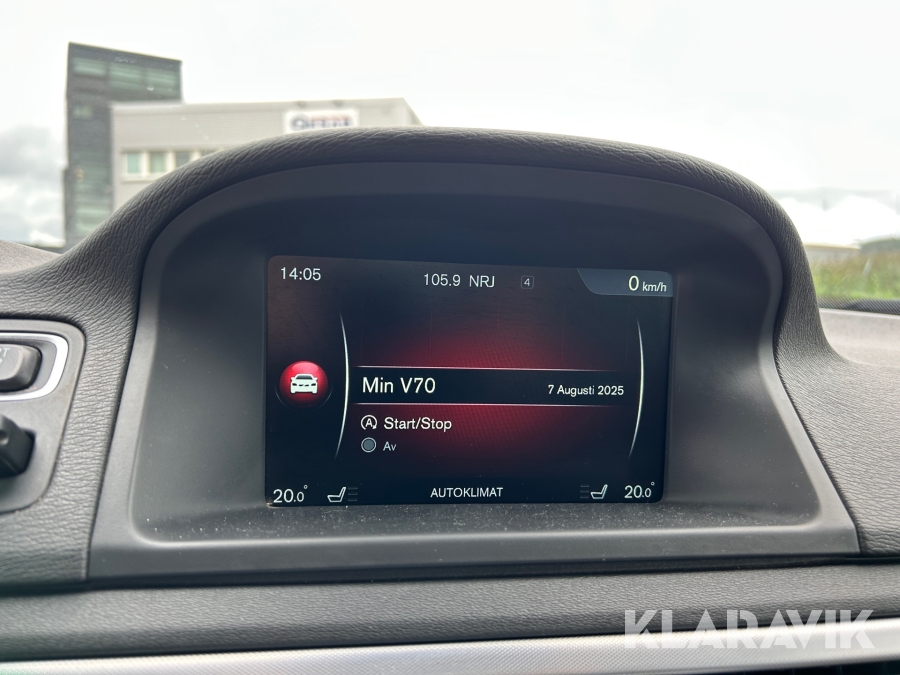 14:05
105.9 NRJ 4
0 km/h
Min V70
7 Augusti 2025
A Start/Stop
Av
20.0°
AUTOKLIMAT
20.0°
KLARAVIK